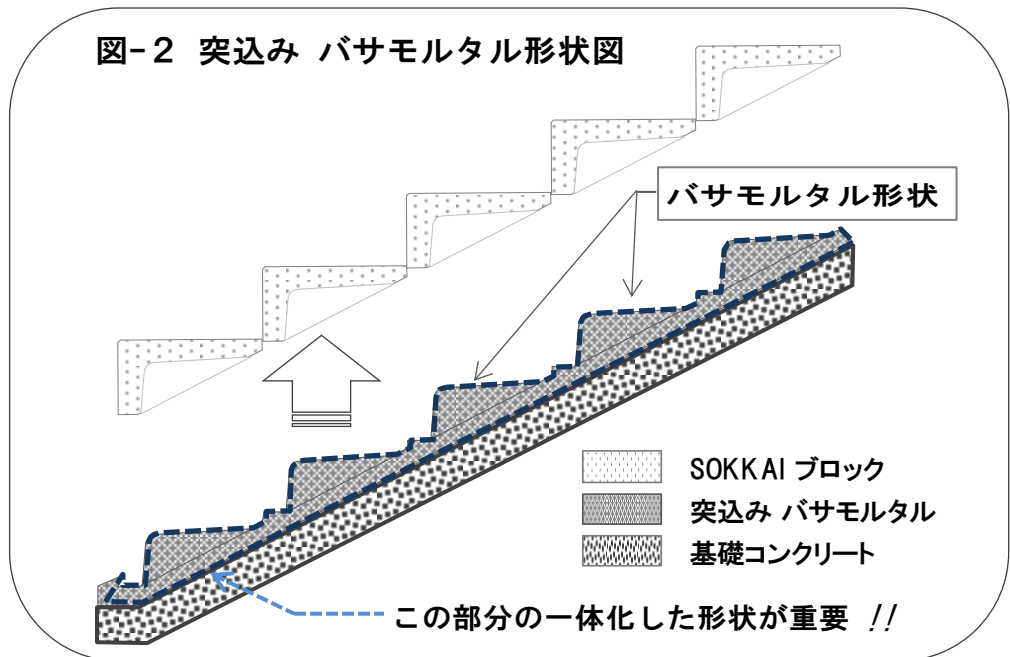 図-2 突込み バサモルタル形状図
バサモルタル形状
SOKKAI ブロック
突込み バサモルタル
基礎コンクリート
この部分の一体化した形状が重要 !!